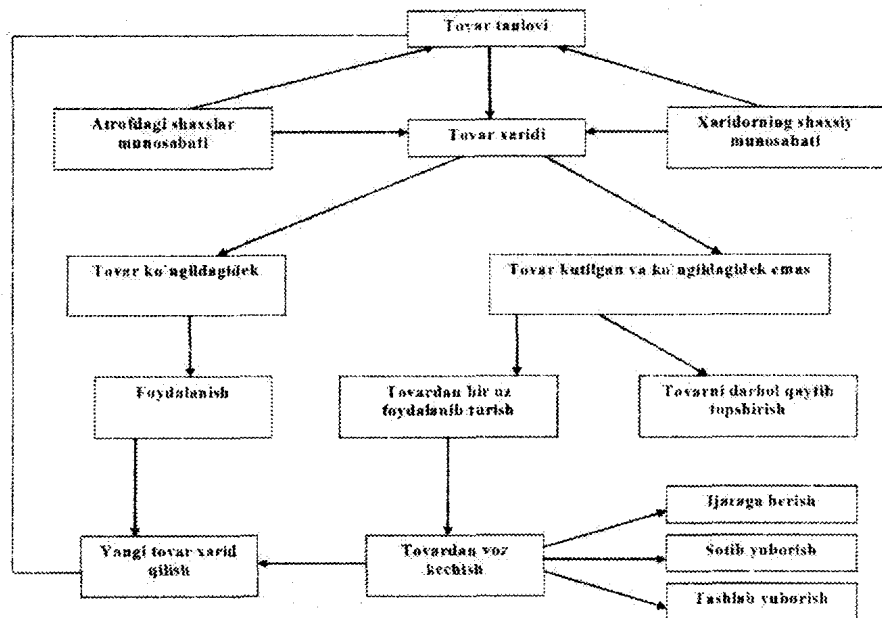 Tovar tanlovi
Atrofdagi shaxslar
munosabati
Tovar xaridi
Xaridorning shaxsiy
munosabati
Tovar ko`ngildagidek
Tovar kutilgan va ko`ngildagidek emas
Foydalanish
Tovardan bir oz
foydalanib turish
Tovarni darhol qaytib
topshirish
Ijaraga berish
Yangi tovar xarid
qilish
Tovardan voz
kechish
Sotib yuborish
Tashlab yuborish